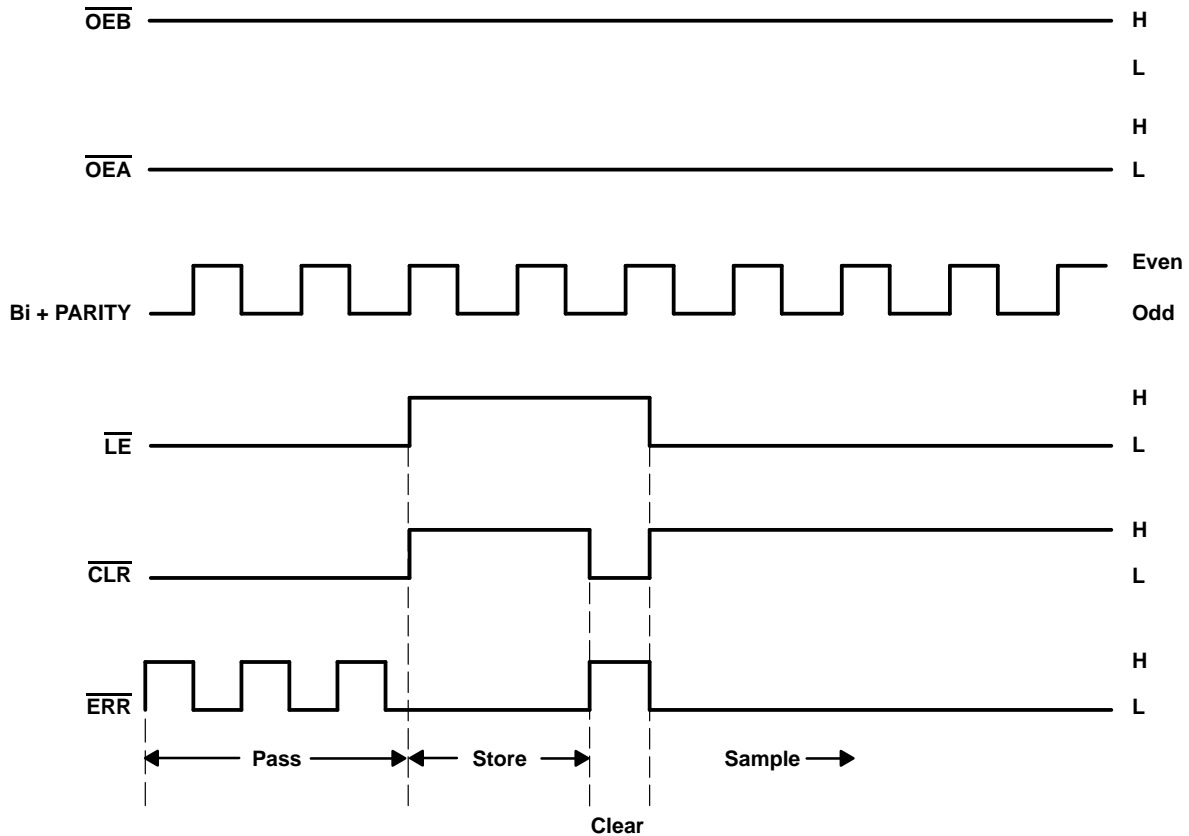 OEB
H
L
H
OEA
L
Even
Bi + PARITY
Odd
H
LE
L
H
CLR
L
H
ERR
L
Pass
Store
Sample
Clear